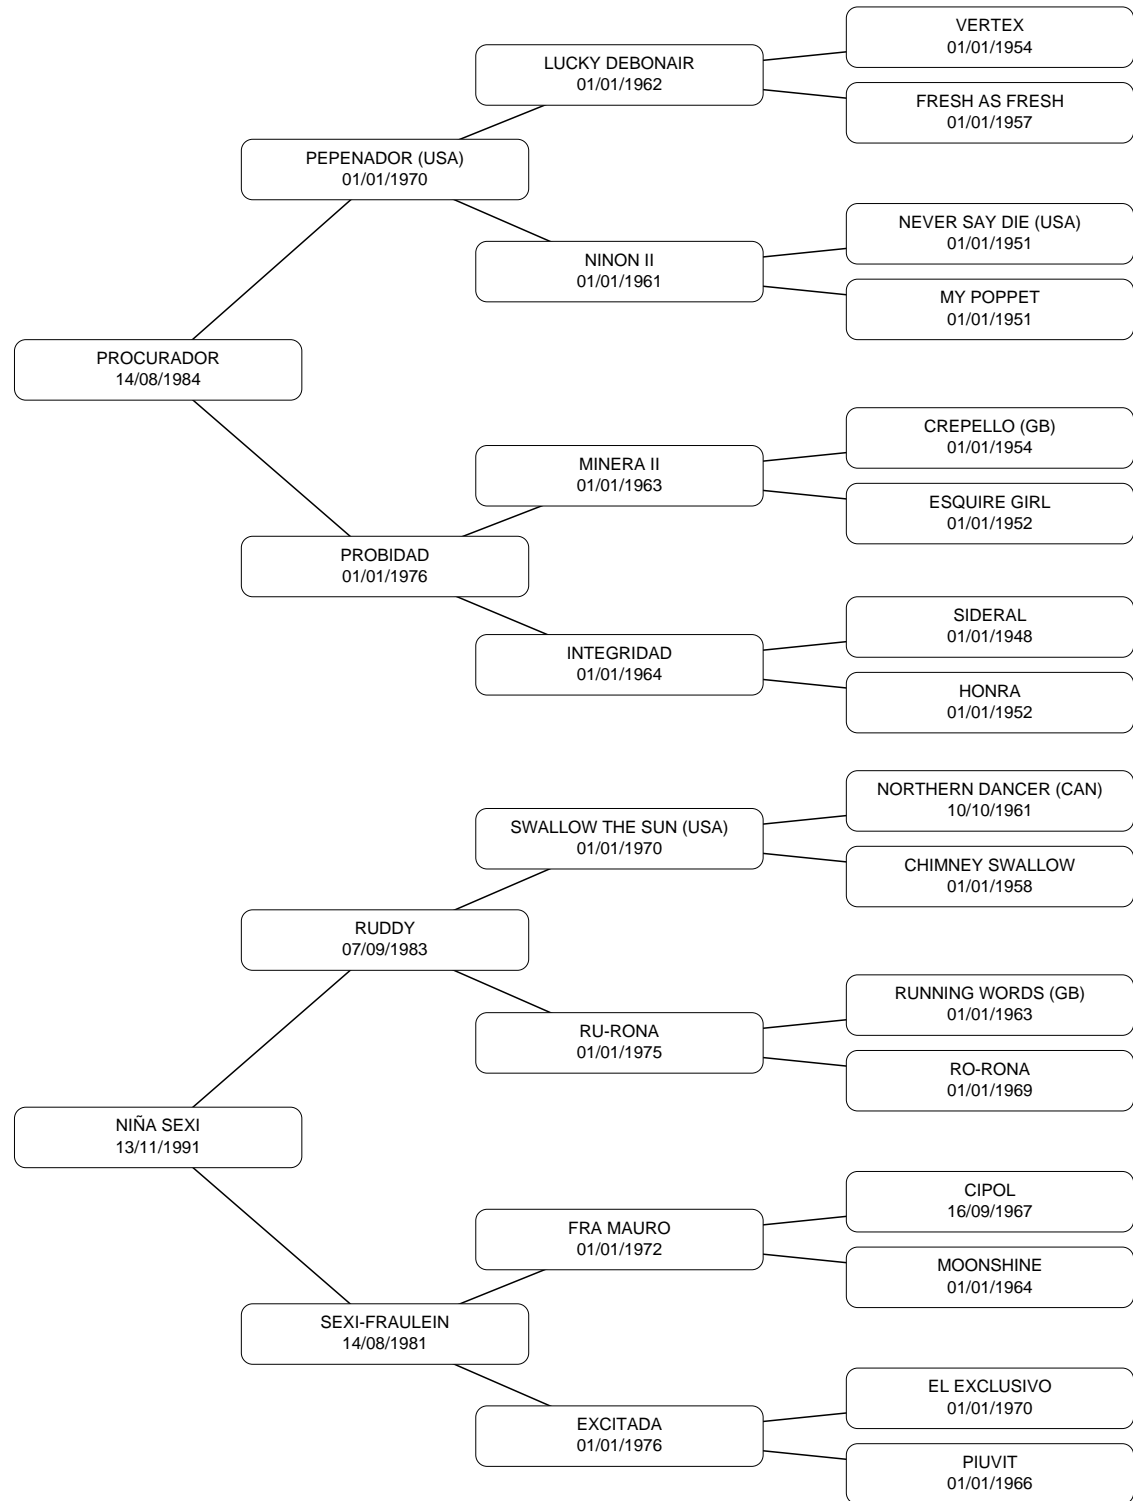 VERTEX
01/01/1954
LUCKY DEBONAIR
01/01/1962
FRESH AS FRESH
01/01/1957
PEPENADOR (USA)
01/01/1970
NEVER SAY DIE (USA)
01/01/1951
NINON II
01/01/1961
MY POPPET
01/01/1951
PROCURADOR
14/08/1984
CREPELLO (GB)
01/01/1954
MINERA II
01/01/1963
ESQUIRE GIRL
01/01/1952
PROBIDAD
01/01/1976
SIDERAL
01/01/1948
INTEGRIDAD
01/01/1964
HONRA
01/01/1952
NORTHERN DANCER (CAN)
10/10/1961
SWALLOW THE SUN (USA)
01/01/1970
CHIMNEY SWALLOW
01/01/1958
RUDDY
07/09/1983
RUNNING WORDS (GB)
01/01/1963
RU-RONA
01/01/1975
RO-RONA
01/01/1969
NIÑA SEXI
13/11/1991
CIPOL
16/09/1967
FRA MAURO
01/01/1972
MOONSHINE
01/01/1964
SEXI-FRAULEIN
14/08/1981
EL EXCLUSIVO
01/01/1970
EXCITADA
01/01/1976
PIUVIT
01/01/1966